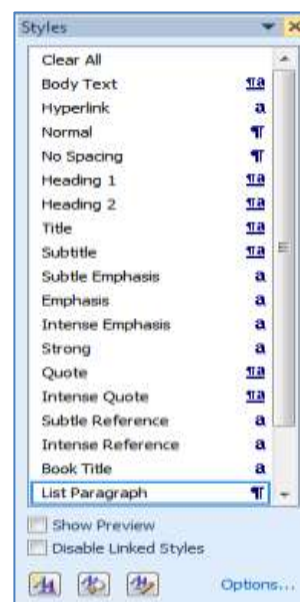 Styles
Clear All
Body Text ¶a
Hyperlink a
Normal ¶
No Spacing ¶
Heading 1 ¶a
Heading 2 ¶a
Title ¶a
Subtitle ¶a
Subtle Emphasis a
Emphasis a
Intense Emphasis a
Strong a
Quote ¶a
Intense Quote ¶a
Subtle Reference a
Intense Reference a
Book Title a
List Paragraph ¶
Show Preview
Disable Linked Styles
Options...